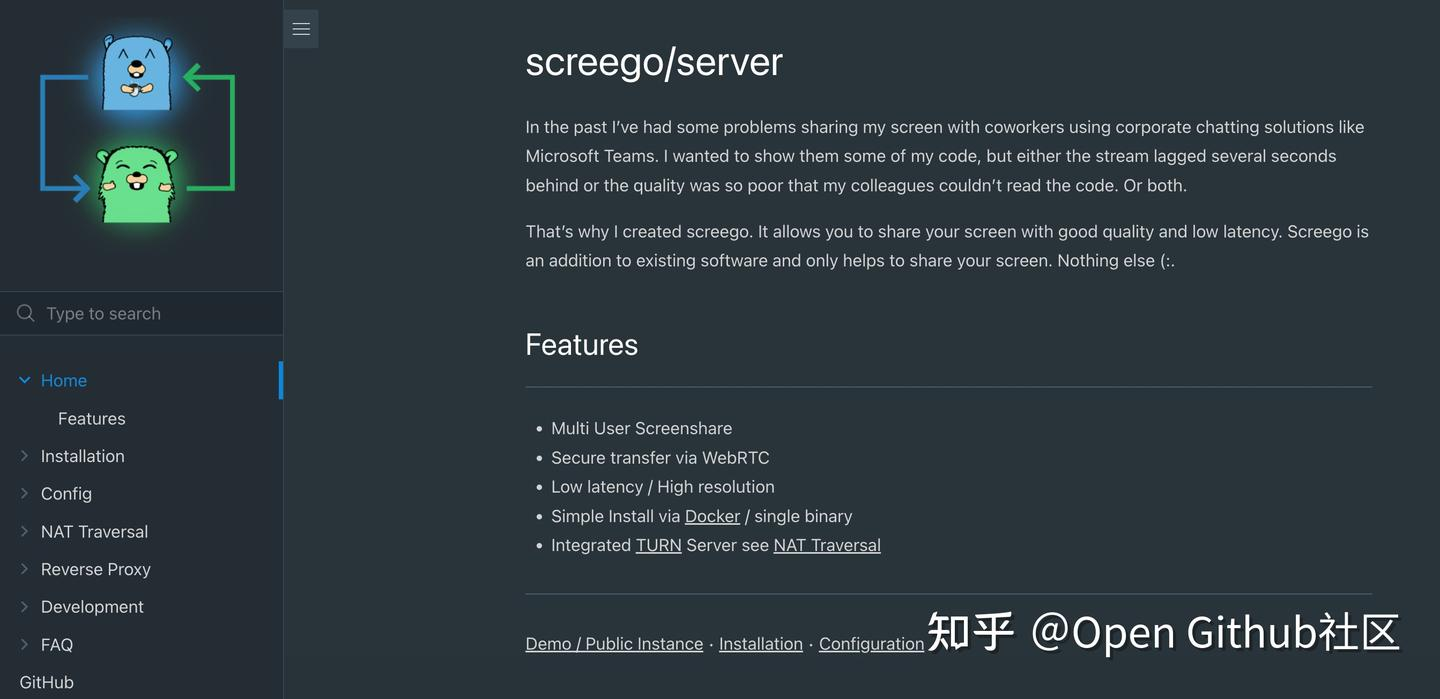 Type to search
Home
Features
Installation
Config
NAT Traversal
Reverse Proxy
Development
FAQ
GitHub
screego/server
In the past I’ve had some problems sharing my screen with coworkers using corporate chatting solutions like
Microsoft Teams. I wanted to show them some of my code, but either the stream lagged several seconds
behind or the quality was so poor that my colleagues couldn’t read the code. Or both.
That’s why I created screego. It allows you to share your screen with good quality and low latency. Screego is
an addition to existing software and only helps to share your screen. Nothing else (:.
Features
• Multi User Screenshare
• Secure transfer via WebRTC
• Low latency / High resolution
• Simple Install via Docker / single binary
• Integrated TURN Server see NAT Traversal
Demo / Public Instance · Installation · Configuration
知乎 @Open Github社区